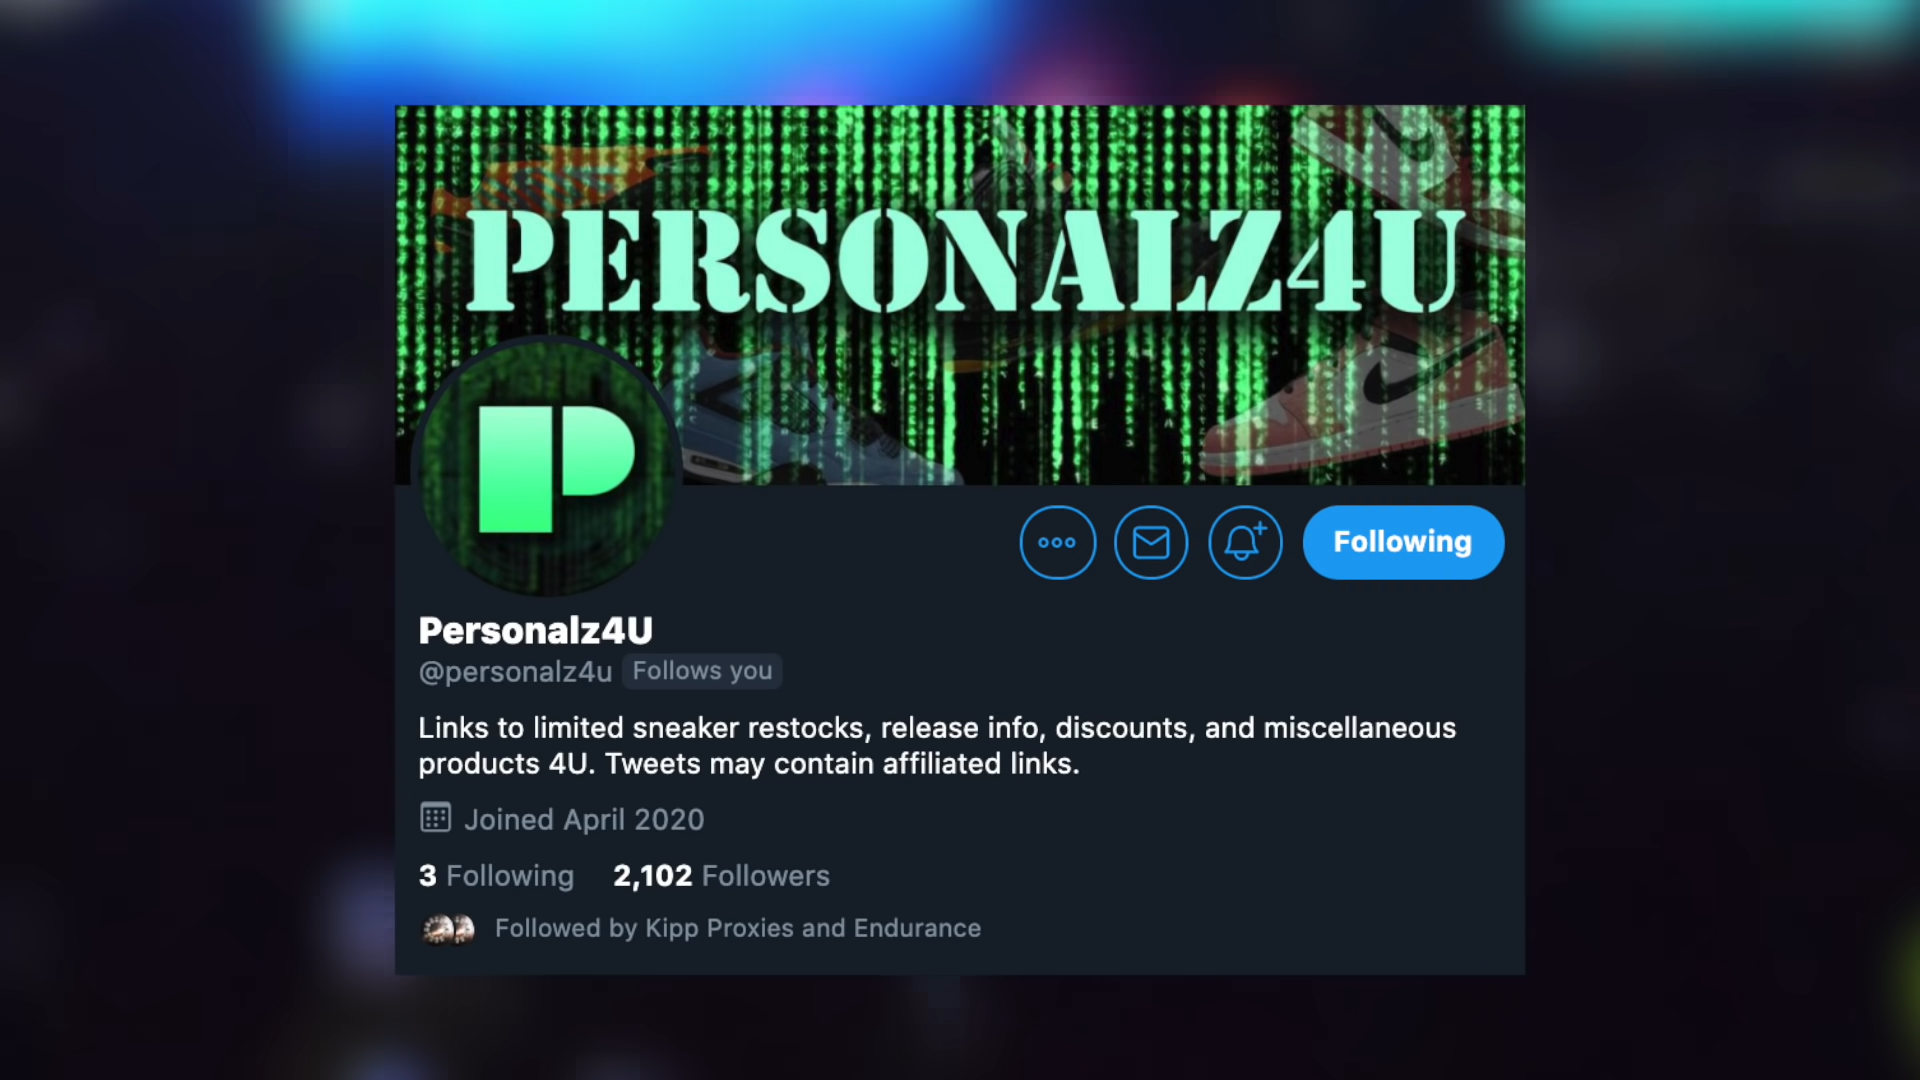 PERSONALZ4U
P
Following
Personalz4U
@personalz4u Follows you
Links to limited sneaker restocks, release info, discounts, and miscellaneous
products 4U. Tweets may contain affiliated links.
Joined April 2020
3 Following 2,102 Followers
Followed by Kipp Proxies and Endurance